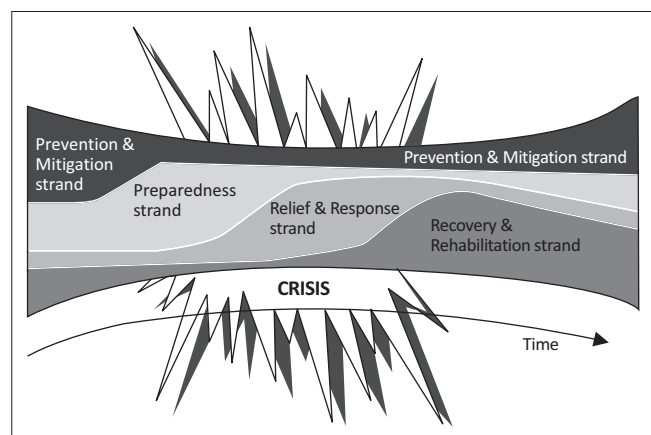 Prevention &
Mitigation
strand
Prevention & Mitigation strand
Preparedness
strand
Relief & Response
strand
Recovery &
Rehabilitation strand
CRISIS
Time